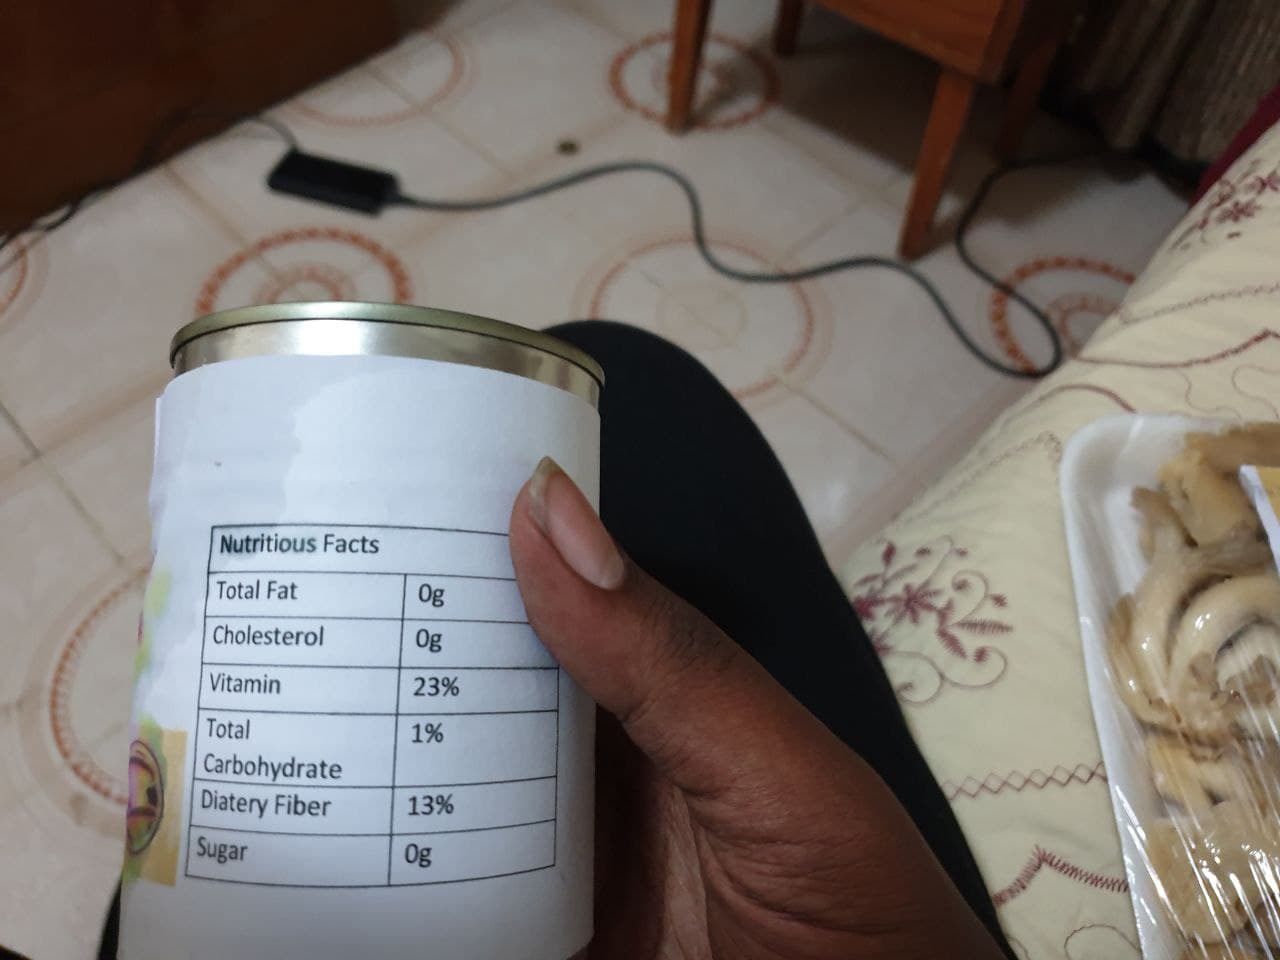 Nutritious Facts
Total Fat 0g
Cholesterol 0g
Vitamin 23%
Total 1%
Carbohydrate
Diatery Fiber 13%
Sugar 0g